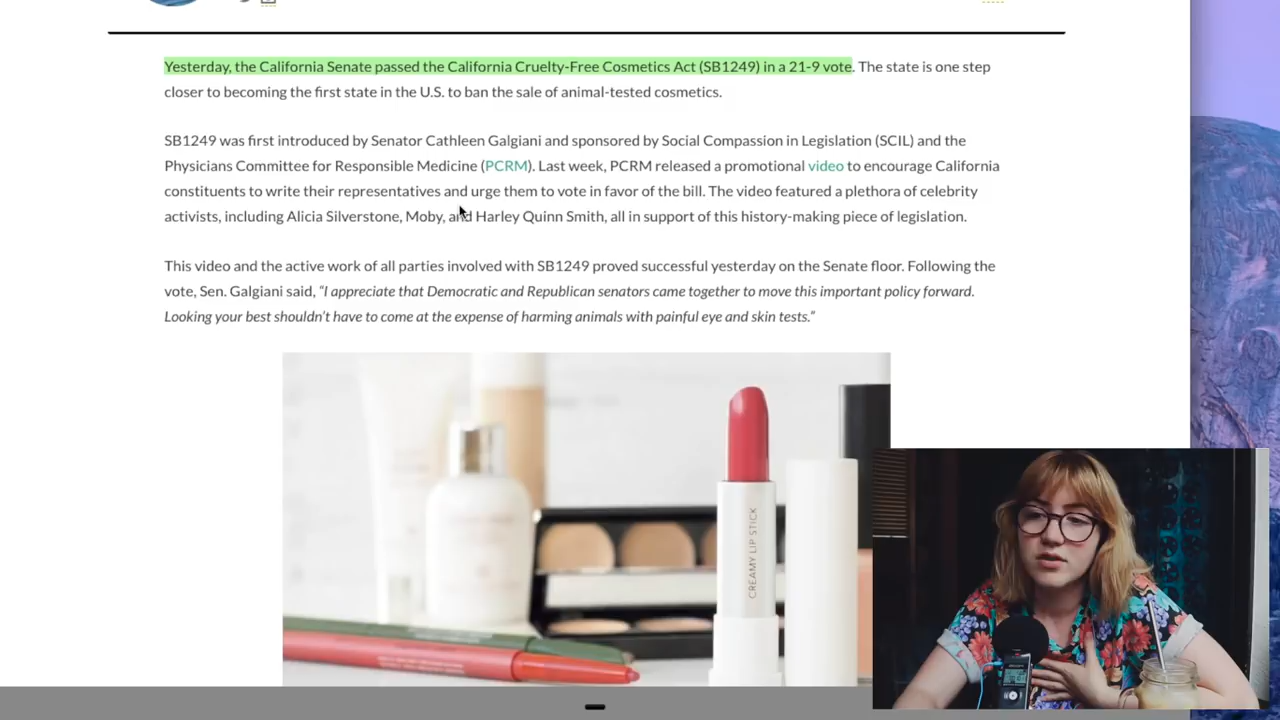 Yesterday, the California Senate passed the California Cruelty-Free Cosmetics Act (SB1249) in a 21-9 vote. The state is one step
closer to becoming the first state in the U.S. to ban the sale of animal-tested cosmetics.
SB1249 was first introduced by Senator Cathleen Galgiani and sponsored by Social Compassion in Legislation (SCIL) and the
Physicians Committee for Responsible Medicine (PCRM). Last week, PCRM released a promotional video to encourage California
constituents to write their representatives and urge them to vote in favor of the bill. The video featured a plethora of celebrity
activists, including Alicia Silverstone, Moby, and Harley Quinn Smith, all in support of this history-making piece of legislation.
This video and the active work of all parties involved with SB1249 proved successful yesterday on the Senate floor. Following the
vote, Sen. Galgiani said, “I appreciate that Democratic and Republican senators came together to move this important policy forward.
Looking your best shouldn’t have to come at the expense of harming animals with painful eye and skin tests.”
CREAMY LIP STICK